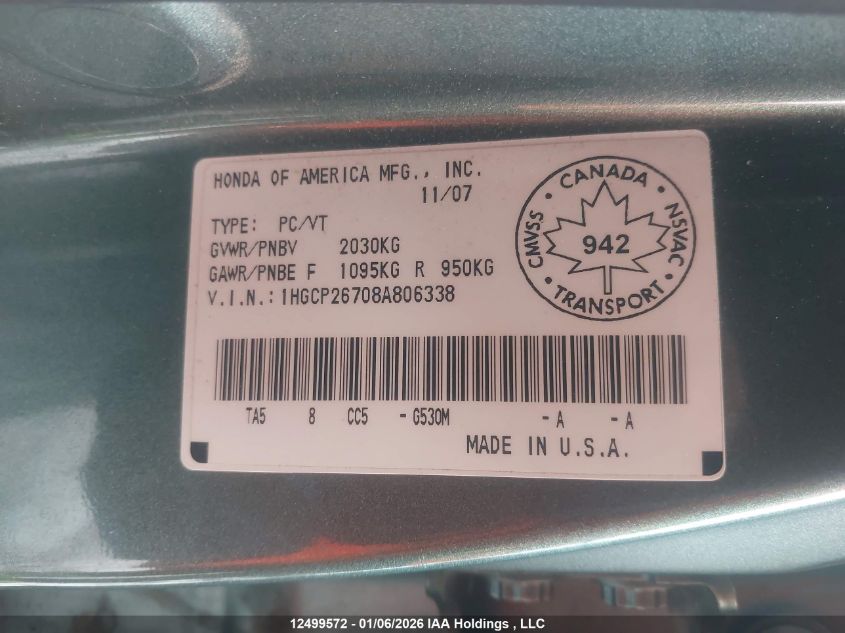 HONDA OF AMERICA MFG., INC.
11/07
TYPE: PC/VT
GVWR/PNBV 2030KG
GAWR/PNBE F 1095KG R 950KG
V.I.N.: 1HGCP26708A806338
CANADA
CMVSS
942
NSVAC
TRANSPORT
TA5 8 CC5 -G530M -A -A
MADE IN U.S.A.
12499572 - 01/06/2026 IAA Holdings , LLC